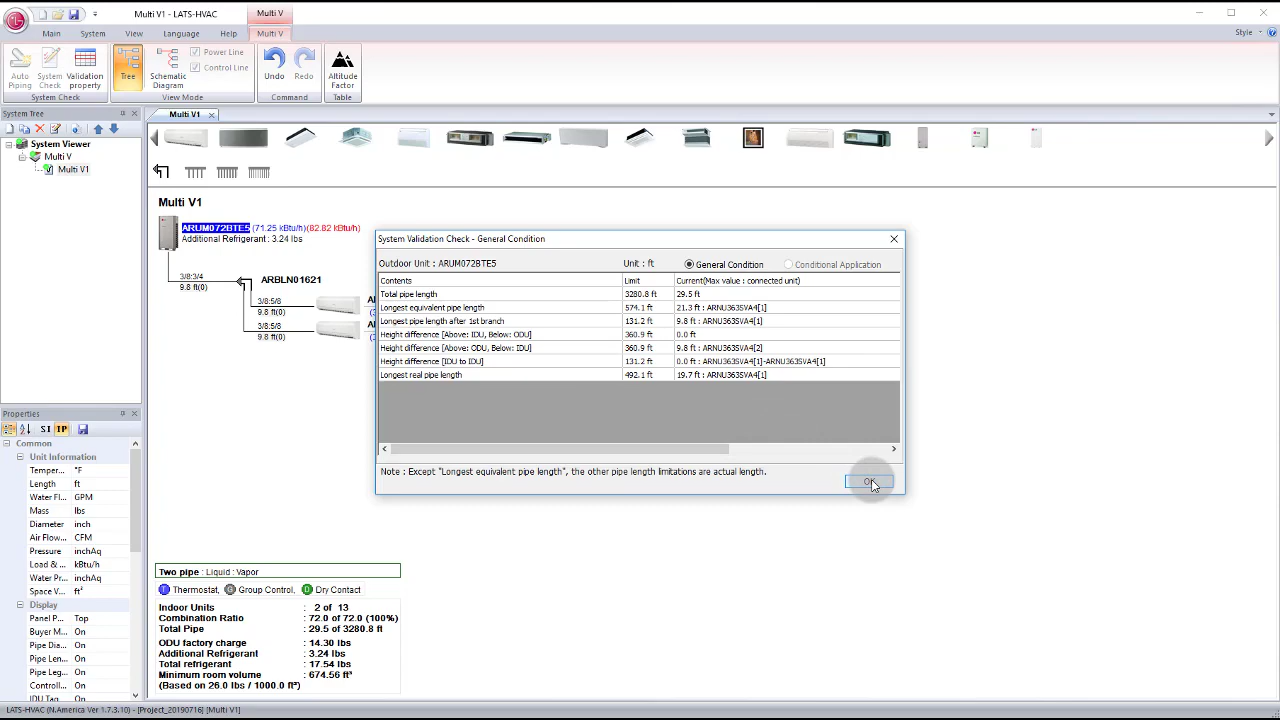 Multi V1 - LATS-HVAC
Multi V
Main System View Language Help Multi V
Style
Auto Piping
System Check
Validation property
Tree
Schematic Diagram
Power Line
Control Line
Undo
Redo
Altitude Factor
System Check
View Mode
Command
Table
System Tree
Multi V1
System Viewer
Multi V
Multi V1
Multi V1
ARUM072BTE5 (71.25 kBtu/h)(82.82 kBtu/h)
Additional Refrigerant : 3.24 lbs
3/8:3/4
9.8 ft(0)
ARBLN01621
3/8:5/8
9.8 ft(0)
3/8:5/8
9.8 ft(0)
System Validation Check - General Condition
Outdoor Unit : ARUM072BTE5 Unit : ft General Condition Conditional Application
Contents Limit Current(Max value : connected unit)
Total pipe length 3280.8 ft 29.5 ft
Longest equivalent pipe length 574.1 ft 21.3 ft : ARNU363SVA4[1]
Longest pipe length after 1st branch 131.2 ft 9.8 ft : ARNU363SVA4[1]
Height difference [Above: IDU, Below: ODU] 360.9 ft 0.0 ft
Height difference [Above: ODU, Below: IDU] 360.9 ft 9.8 ft : ARNU363SVA4[2]
Height difference [IDU to IDU] 131.2 ft 0.0 ft : ARNU363SVA4[1]-ARNU363SVA4[1]
Longest real pipe length 492.1 ft 19.7 ft : ARNU363SVA4[1]
Note : Except "Longest equivalent pipe length", the other pipe length limitations are actual length.
Properties
SI IP
Common
Unit Information
Temper... °F
Length ft
Water Fl... GPM
Mass lbs
Diameter inch
Air Flow... CFM
Pressure inchAq
Load & ... kBtu/h
Water Pr... inchAq
Space V... ft³
Display
Panel P... Top
Buyer M... On
Pipe Dia... On
Pipe Len... On
Pipe Leg... On
Controll... On
IDU Tag On
Two pipe : Liquid : Vapor
T Thermostat, G Group Control, D Dry Contact
Indoor Units : 2 of 13
Combination Ratio : 72.0 of 72.0 (100%)
Total Pipe : 29.5 of 3280.8 ft
ODU factory charge : 14.30 lbs
Additional Refrigerant : 3.24 lbs
Total refrigerant : 17.54 lbs
Minimum room volume : 674.56 ft³
(Based on 26.0 lbs / 1000.0 ft³)
LATS-HVAC (N.America Ver 1.7.3.10) - [Project_20190716] [Multi V1]